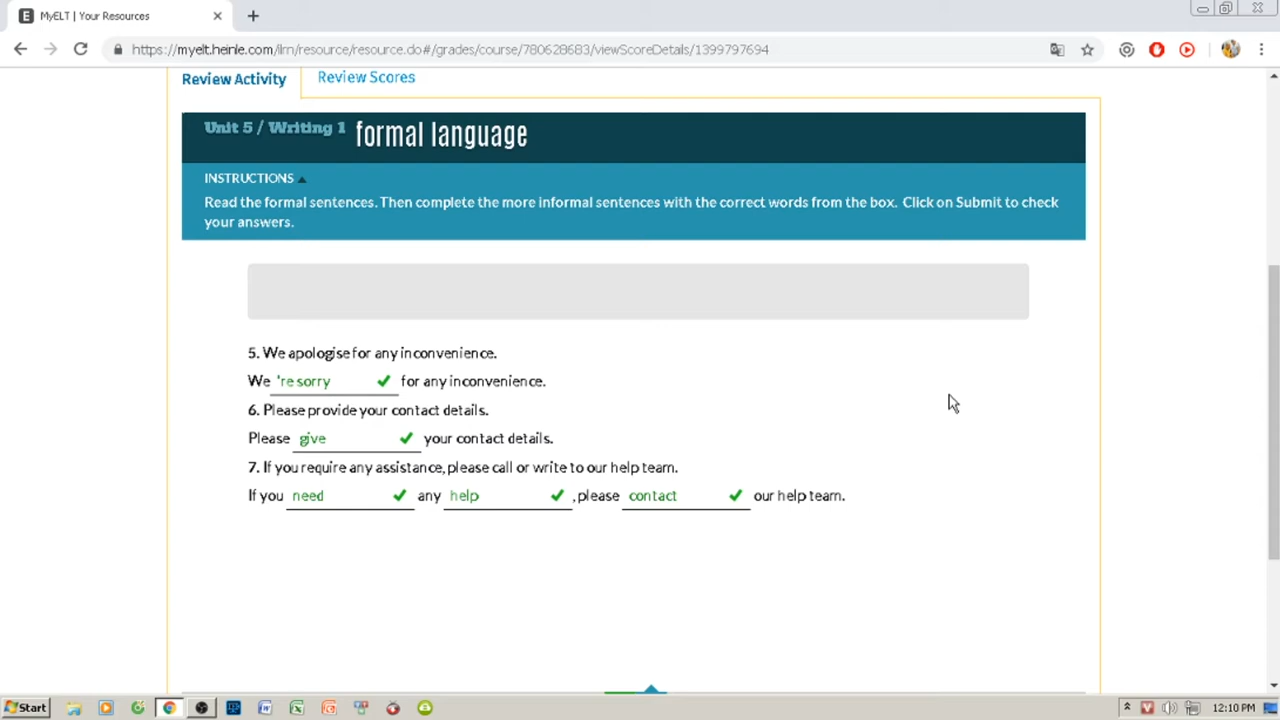 MyELT | Your Resources
https://myelt.heinle.com/ilrn/resource/resource.do#/grades/course/780628683/viewScoreDetails/1399797694
Review Activity
Review Scores
Unit 5 / Writing 1 formal language
INSTRUCTIONS
Read the formal sentences. Then complete the more informal sentences with the correct words from the box. Click on Submit to check
your answers.
5. We apologise for any inconvenience.
We 're sorry for any inconvenience.
6. Please provide your contact details.
Please give your contact details.
7. If you require any assistance, please call or write to our help team.
If you need any help , please contact our help team.
Start
12:10 PM